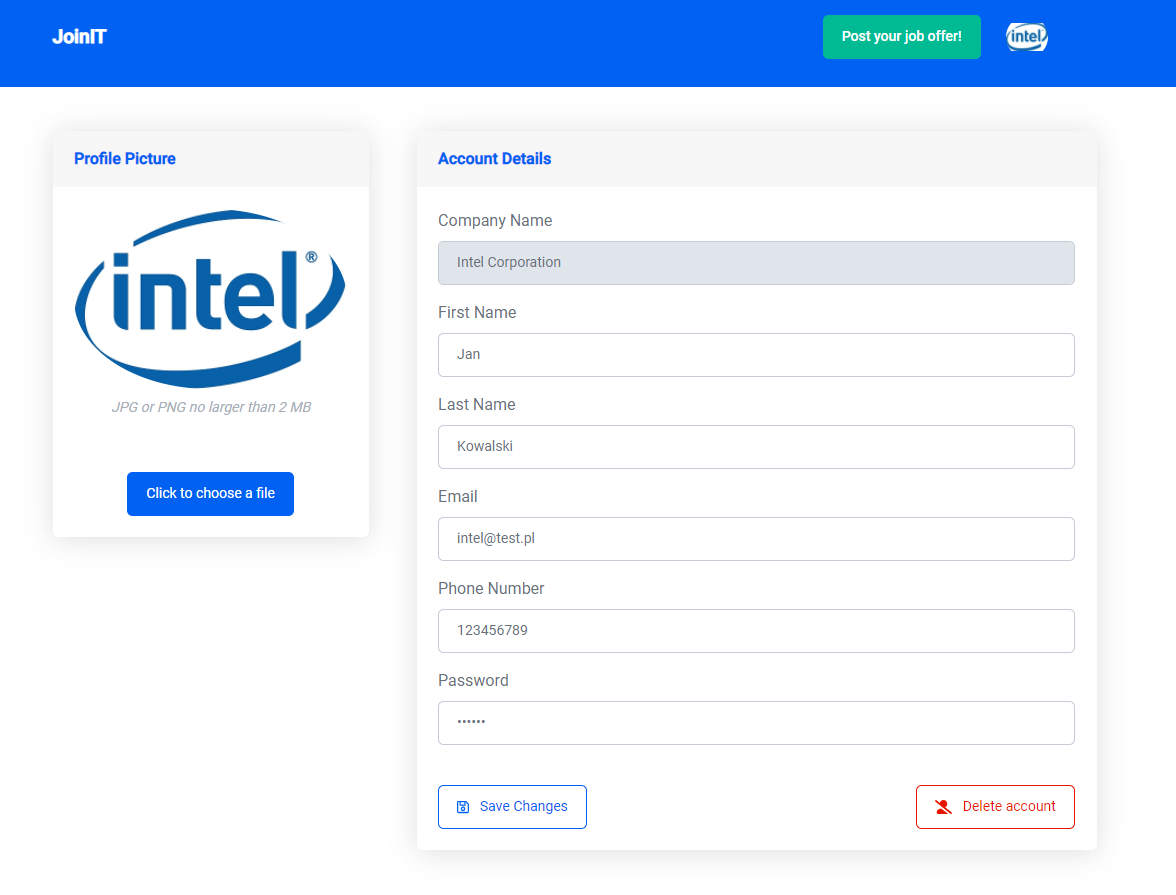 JoinIT
Post your job offer!
intel
Profile Picture
intel®
JPG or PNG no larger than 2 MB
Click to choose a file
Account Details
Company Name
Intel Corporation
First Name
Jan
Last Name
Kowalski
Email
intel@test.pl
Phone Number
123456789
Password
••••••
Save Changes
Delete account